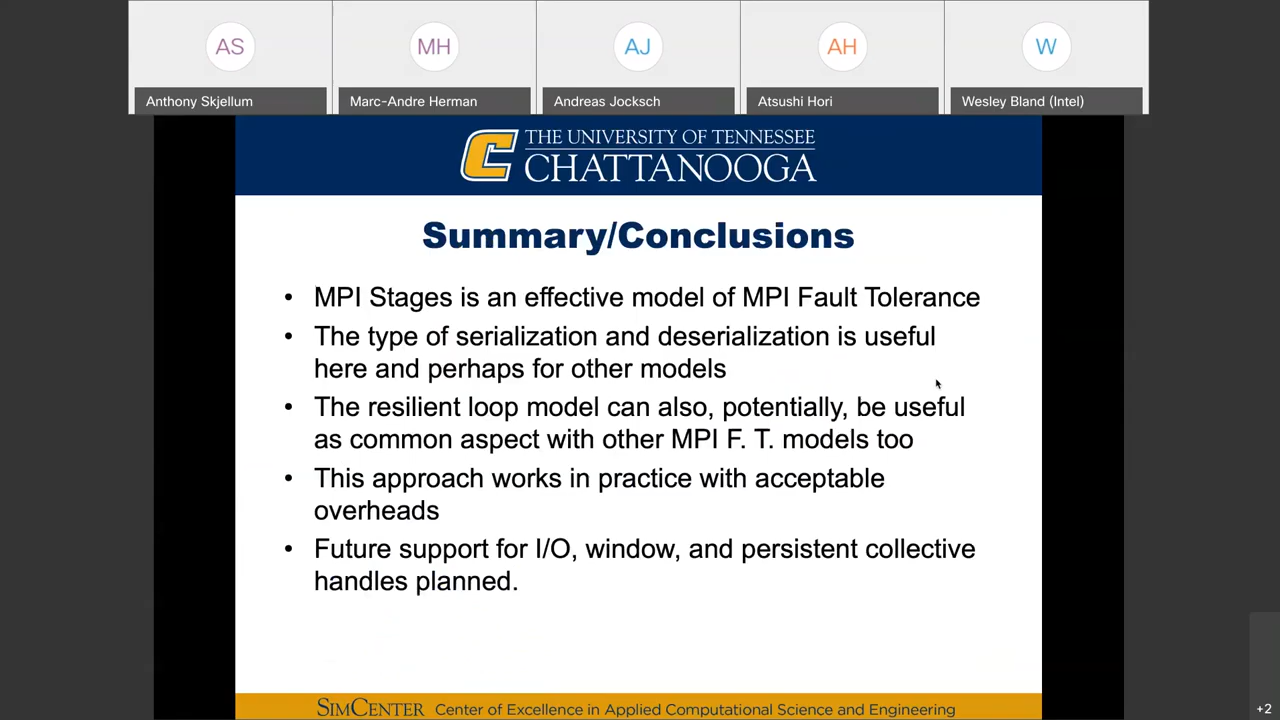 AS
MH
AJ
AH
W
Anthony Skjellum
Marc-Andre Herman
Andreas Jocksch
Atsushi Hori
Wesley Bland (Intel)
C THE UNIVERSITY OF TENNESSEE
CHATTANOOGA
Summary/Conclusions
• MPI Stages is an effective model of MPI Fault Tolerance
• The type of serialization and deserialization is useful
here and perhaps for other models
• The resilient loop model can also, potentially, be useful
as common aspect with other MPI F. T. models too
• This approach works in practice with acceptable
overheads
• Future support for I/O, window, and persistent collective
handles planned.
SIMCENTER Center of Excellence in Applied Computational Science and Engineering
+2